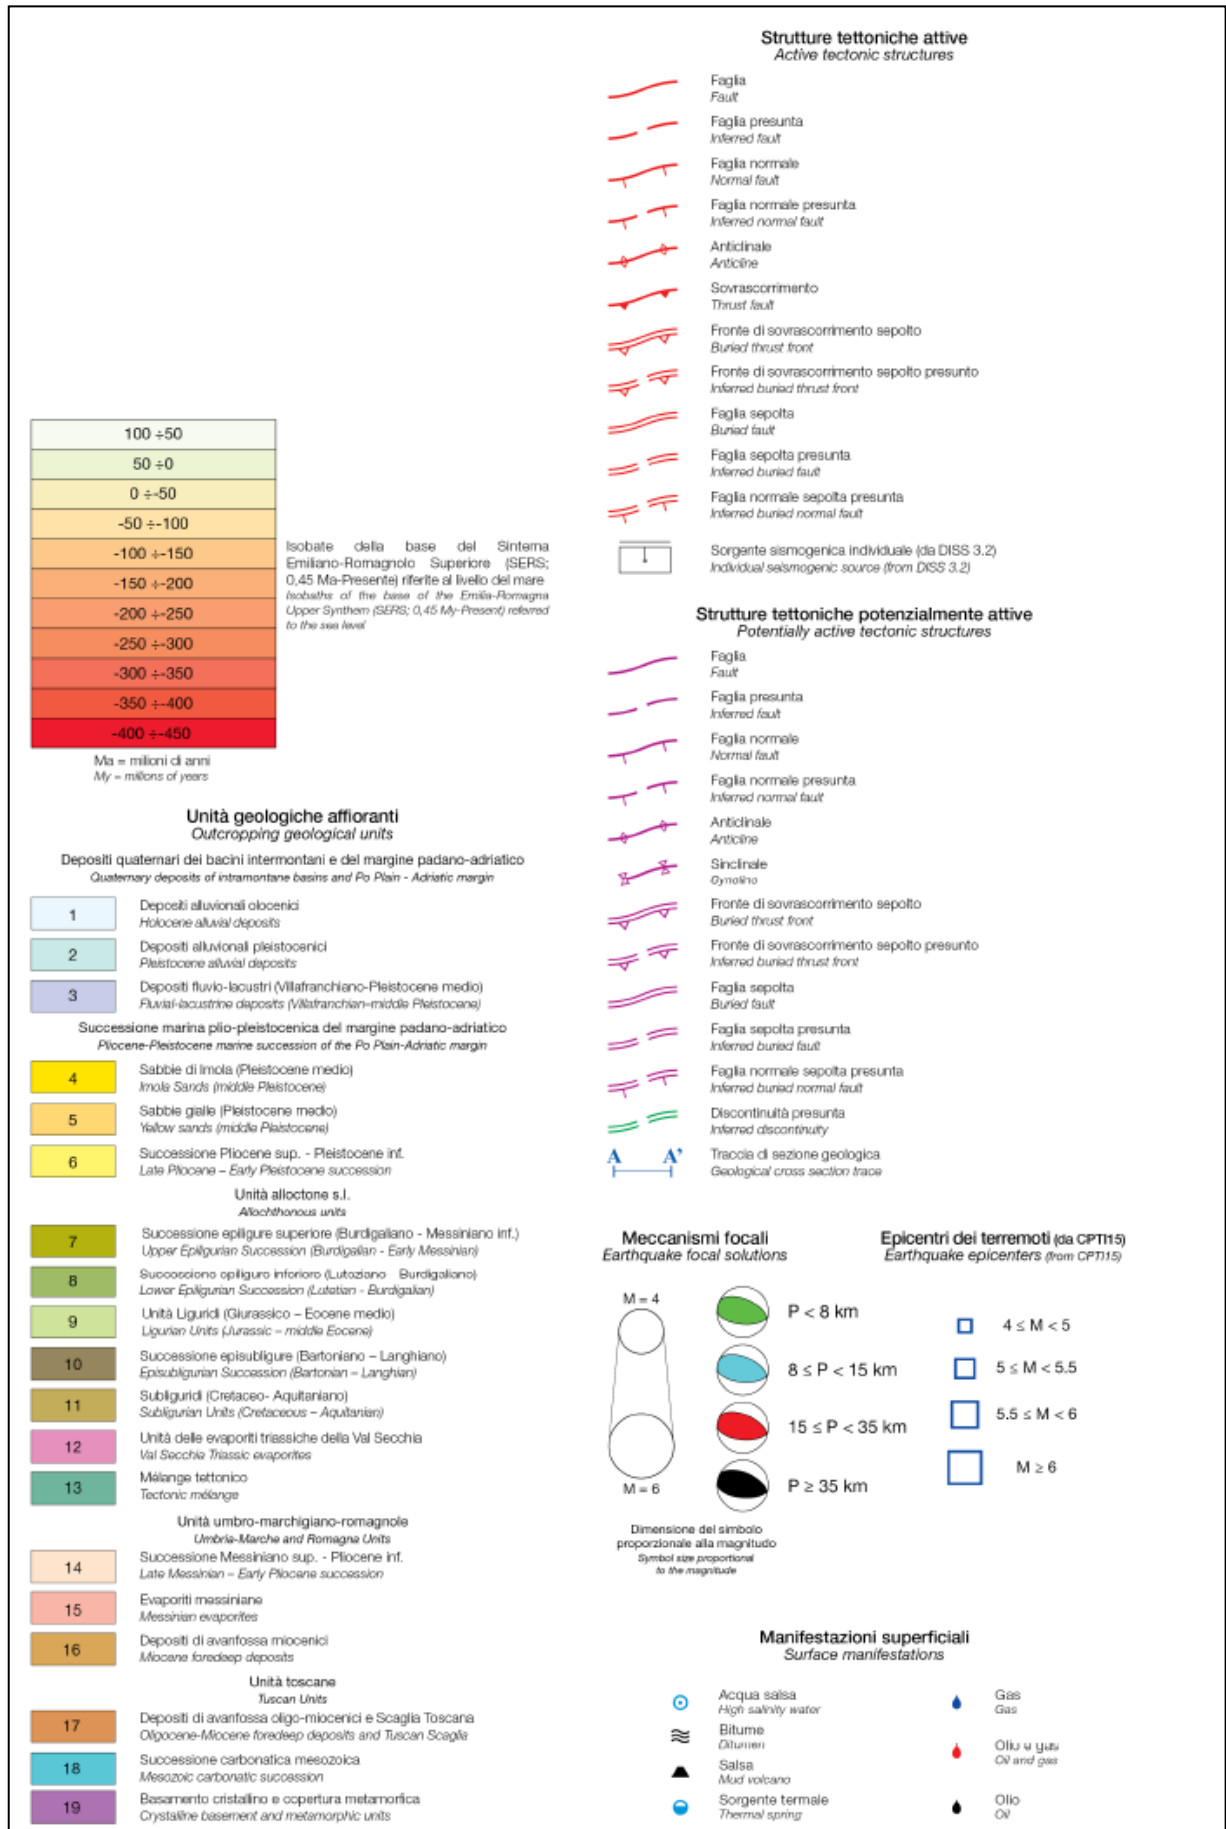 100 ÷50
50 ÷0
0 ÷-50
-50 ÷-100
-100 ÷-150
-150 ÷-200
-200 ÷-250
-250 ÷-300
-300 ÷-350
-350 ÷-400
-400 ÷-450
Ma = milioni di anni
My = millions of years
Isobate della base del Sintema
Emiliano-Romagnolo Superiore (SERS;
0,45 Ma-Presente) riferite al livello del mare
Isobaths of the base of the Emilia-Romagna
Upper Synthem (SERS; 0,45 My-Present) referred
to the sea level
Unità geologiche affioranti
Outcropping geological units
Depositi quaternari dei bacini intermontani e del margine padano-adriatico
Quaternary deposits of intramontane basins and Po Plain - Adriatic margin
1
Depositi alluvionali olocenici
Holocene alluvial deposits
2
Depositi alluvionali pleistocenici
Pleistocene alluvial deposits
3
Depositi fluvio-lacustri (Villafranchiano-Pleistocene medio)
Fluvial-lacustrine deposits (Villafranchian–middle Pleistocene)
Successione marina plio-pleistocenica del margine padano-adriatico
Pliocene-Pleistocene marine succession of the Po Plain-Adriatic margin
4
Sabbie di Imola (Pleistocene medio)
Imola Sands (middle Pleistocene)
5
Sabbie gialle (Pleistocene medio)
Yellow sands (middle Pleistocene)
6
Successione Pliocene sup. - Pleistocene inf.
Late Pliocene – Early Pleistocene succession
Unità alloctone s.l.
Allochthonous units
7
Successione epiligure superiore (Burdigaliano - Messiniano inf.)
Upper Epiligurian Succession (Burdigalian - Early Messinian)
8
Successione epiligure inferiore (Luteziano - Burdigaliano)
Lower Epiligurian Succession (Lutetian - Burdigalian)
9
Unità Liguridi (Giurassico – Eocene medio)
Ligurian Units (Jurassic – middle Eocene)
10
Successione episubligure (Bartoniano – Langhiano)
Episubligurian Succession (Bartonian – Langhian)
11
Subliguridi (Cretaceo- Aquitaniano)
Subligurian Units (Cretaceous – Aquitanian)
12
Unità delle evaporiti triassiche della Val Secchia
Val Secchia Triassic evaporites
13
Mélange tettonico
Tectonic mélange
Unità umbro-marchigiano-romagnole
Umbria-Marche and Romagna Units
14
Successione Messiniano sup. - Pliocene inf.
Late Messinian – Early Pliocene succession
15
Evaporiti messiniane
Messinian evaporites
16
Depositi di avanfossa miocenici
Miocene foredeep deposits
Unità toscane
Tuscan Units
17
Depositi di avanfossa oligo-miocenici e Scaglia Toscana
Oligocene-Miocene foredeep deposits and Tuscan Scaglia
18
Successione carbonatica mesozoica
Mesozoic carbonatic succession
19
Basamento cristallino e copertura metamorfica
Crystalline basement and metamorphic units
Strutture tettoniche attive
Active tectonic structures
Faglia
Fault
Faglia presunta
Inferred fault
Faglia normale
Normal fault
Faglia normale presunta
Inferred normal fault
Anticlinale
Anticline
Sovrascorrimento
Thrust fault
Fronte di sovrascorrimento sepolto
Buried thrust front
Fronte di sovrascorrimento sepolto presunto
Inferred buried thrust front
Faglia sepolta
Buried fault
Faglia sepolta presunta
Inferred buried fault
Faglia normale sepolta presunta
Inferred buried normal fault
Sorgente sismogenica individuale (da DISS 3.2)
Individual seismogenic source (from DISS 3.2)
Strutture tettoniche potenzialmente attive
Potentially active tectonic structures
Faglia
Fault
Faglia presunta
Inferred fault
Faglia normale
Normal fault
Faglia normale presunta
Inferred normal fault
Anticlinale
Anticline
Sinclinale
Fronte di sovrascorrimento sepolto
Buried thrust front
Fronte di sovrascorrimento sepolto presunto
Inferred buried thrust front
Faglia sepolta
Buried fault
Faglia sepolta presunta
Inferred buried fault
Faglia normale sepolta presunta
Inferred buried normal fault
Discontinuità presunta
Inferred discontinuity
A A'
Traccia di sezione geologica
Geological cross section trace
Meccanismi focali
Earthquake focal solutions
M = 4
M = 6
P < 8 km
8 ≤ P < 15 km
15 ≤ P < 35 km
P ≥ 35 km
Dimensione del simbolo
proporzionale alla magnitudo
Symbol size proportional
to the magnitude
Epicentri dei terremoti (da CPTI15)
Earthquake epicenters (from CPTI15)
4 ≤ M < 5
5 ≤ M < 5.5
5.5 ≤ M < 6
M ≥ 6
Manifestazioni superficiali
Surface manifestations
Acqua salsa
High salinity water
Bitume
Bitumen
Salsa
Mud volcano
Sorgente termale
Thermal spring
Gas
Gas
Olio e gas
Oil and gas
Olio
Oil